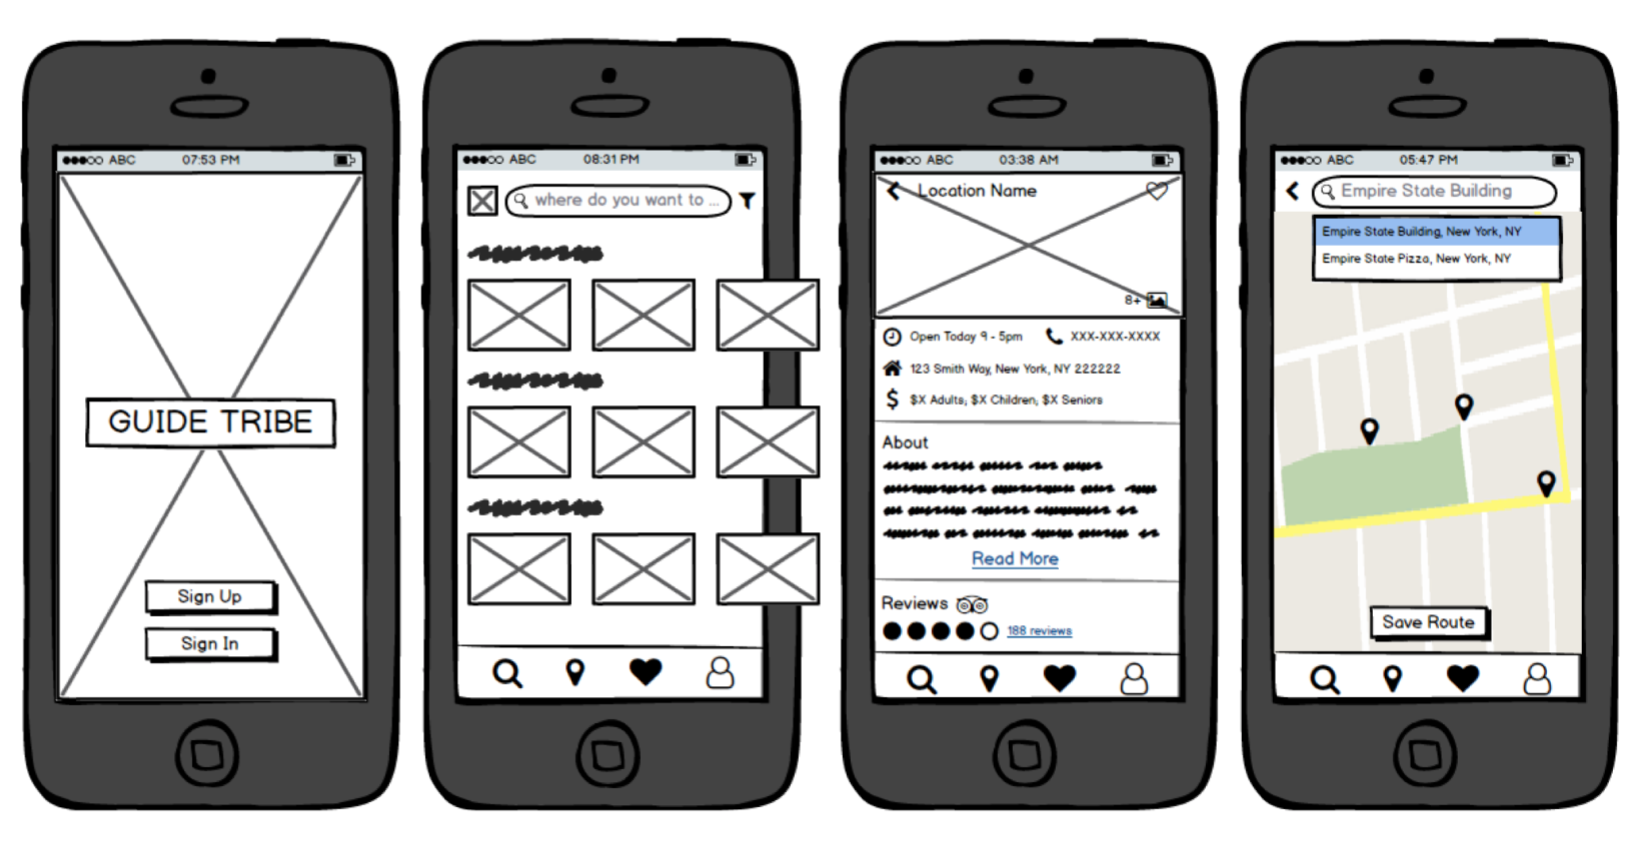 ABC 07:53 PM
GUIDE TRIBE
Sign Up
Sign In
ABC 08:31 PM
where do you want to ...
ABC 03:38 AM
Location Name
8+
Open Today 9 - 5pm XXX-XXX-XXXX
123 Smith Way, New York, NY 222222
$ $X Adults, $X Children, $X Seniors
About
Read More
Reviews
188 reviews
ABC 05:47 PM
Empire State Building
Empire State Building, New York, NY
Empire State Pizza, New York, NY
Save Route